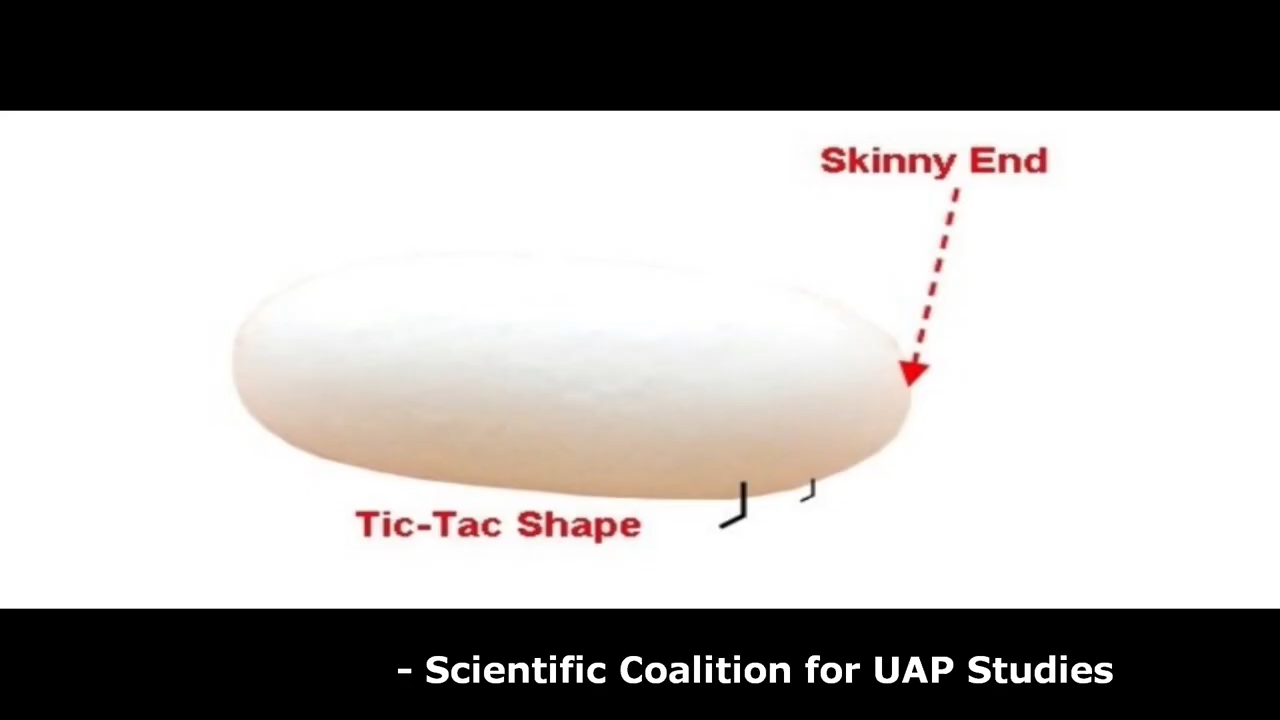 Skinny End
Tic-Tac Shape
- Scientific Coalition for UAP Studies